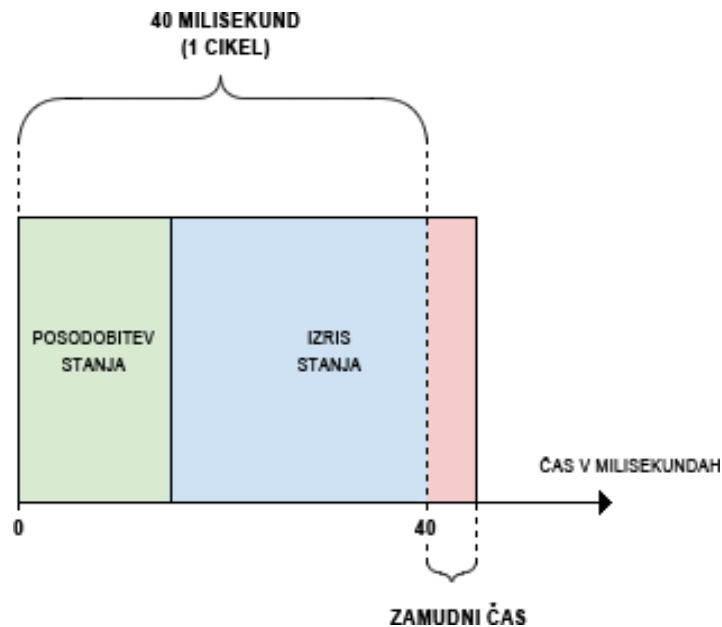 40 MILISEKUND
(1 CIKEL)
POSODOBITEV
STANJA
IZRIS
STANJA
ČAS V MILISEKUNDAH
0
40
ZAMUDNI ČAS